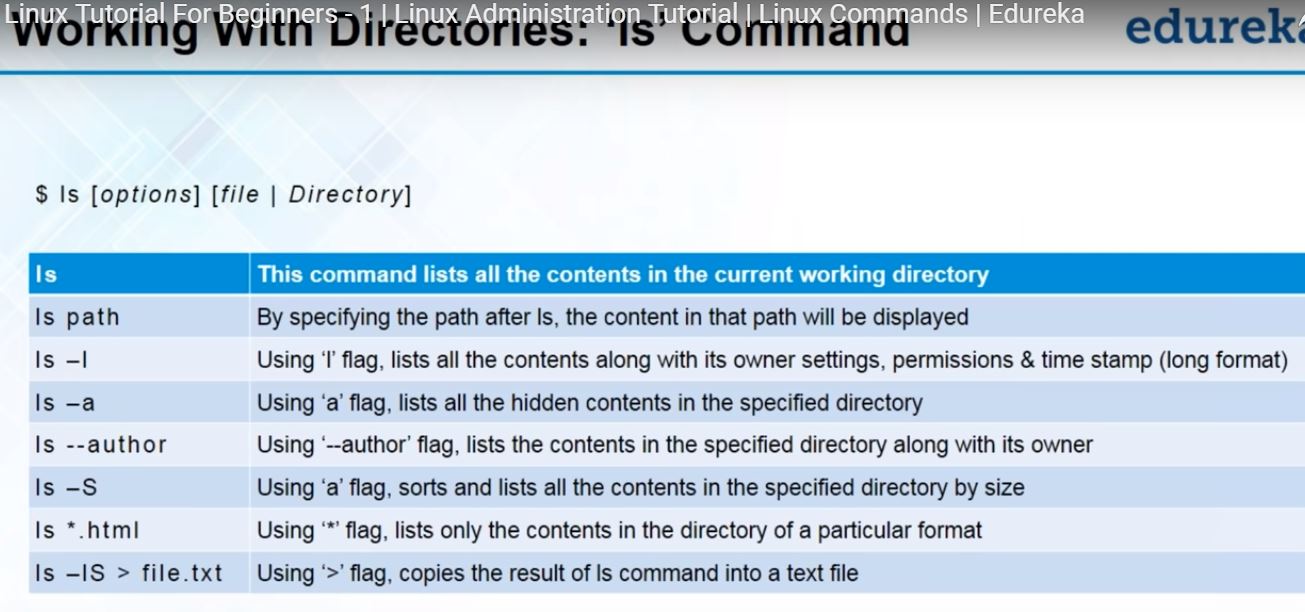 Linux Tutorial For Beginners - 1 | Linux Administration Tutorial | Linux Commands | Edureka
Working With Directories: 'ls' Command
edureka
$ ls [options] [file | Directory]
ls This command lists all the contents in the current working directory
ls path By specifying the path after ls, the content in that path will be displayed
ls –l Using ‘l’ flag, lists all the contents along with its owner settings, permissions & time stamp (long format)
ls –a Using ‘a’ flag, lists all the hidden contents in the specified directory
ls --author Using ‘--author’ flag, lists the contents in the specified directory along with its owner
ls –S Using ‘a’ flag, sorts and lists all the contents in the specified directory by size
ls *.html Using ‘*’ flag, lists only the contents in the directory of a particular format
ls –lS > file.txt Using ‘>’ flag, copies the result of ls command into a text file